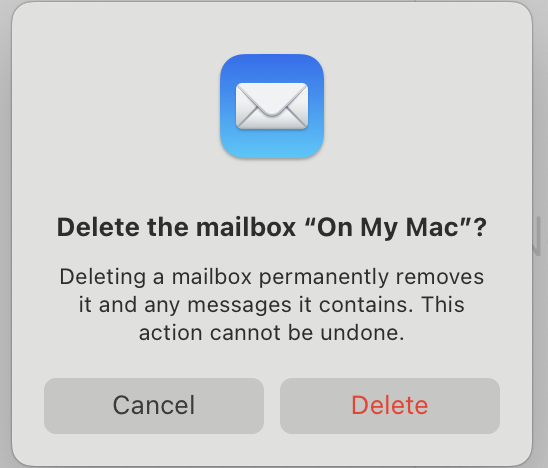 Delete the mailbox “On My Mac”?
Deleting a mailbox permanently removes
it and any messages it contains. This
action cannot be undone.
Cancel
Delete